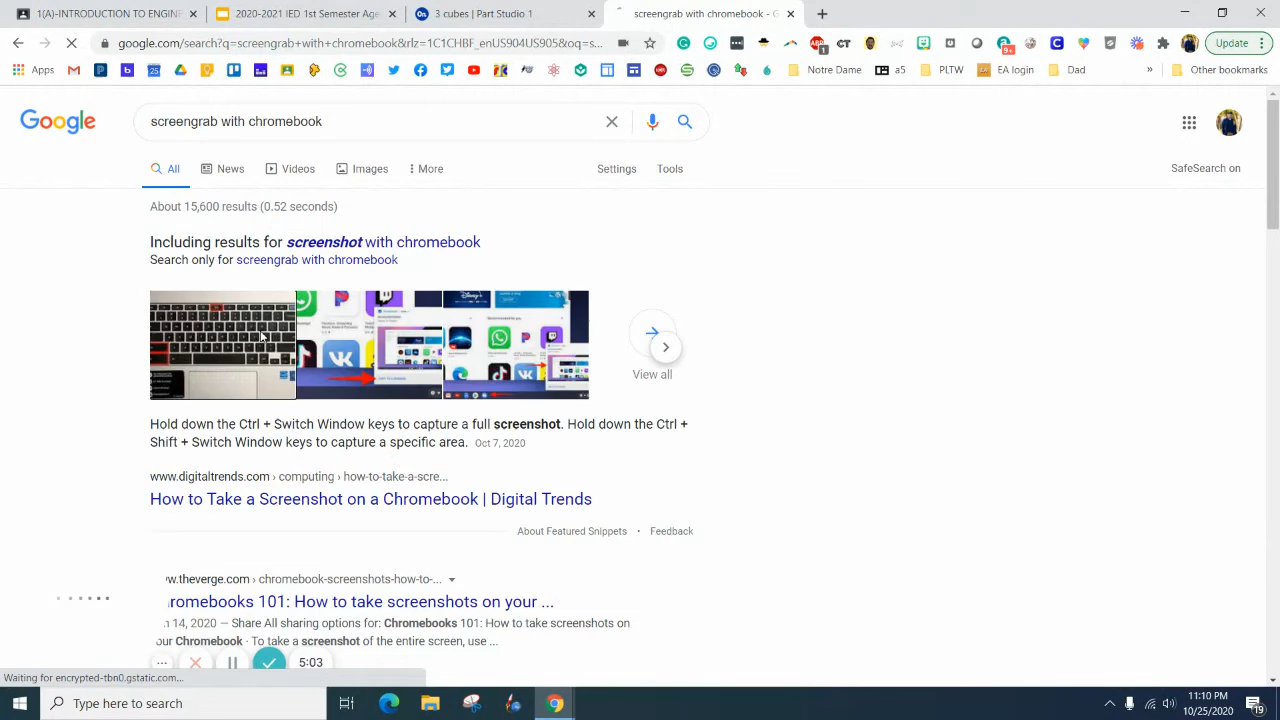 1(A)-INTRODUCTION TO ENGINE
2020-2021 IED 1st Semester Age
3 cubes | Part Studio 1
screengrab with chromebook - G
google.com/search?q=screengrab+with+chromebook&rlz=1C1CHBF_enUS904US905&oq=s...
Update
Apps
Notre Dame
a5
PLTW
EA login
Dad
»
Other bookmarks
Google
screengrab with chromebook
All
News
Videos
Images
More
Settings
Tools
SafeSearch on
About 15,600 results (0.52 seconds)
Including results for screenshot with chromebook
Search only for screengrab with chromebook
View all
Hold down the Ctrl + Switch Window keys to capture a full screenshot. Hold down the Ctrl +
Shift + Switch Window keys to capture a specific area. Oct 7, 2020
www.digitaltrends.com › computing › how-to-take-a-scre...
How to Take a Screenshot on a Chromebook | Digital Trends
About Featured Snippets • Feedback
w.theverge.com › chromebook-screenshots-how-to-...
romebooks 101: How to take screenshots on your ...
14, 2020 — Share All sharing options for: Chromebooks 101: How to take screenshots on
our Chromebook · To take a screenshot of the entire screen, use ...
5:03
Waiting for encrypted-tbn0.gstatic.com...
Type here to search
11:10 PM
10/25/2020
19